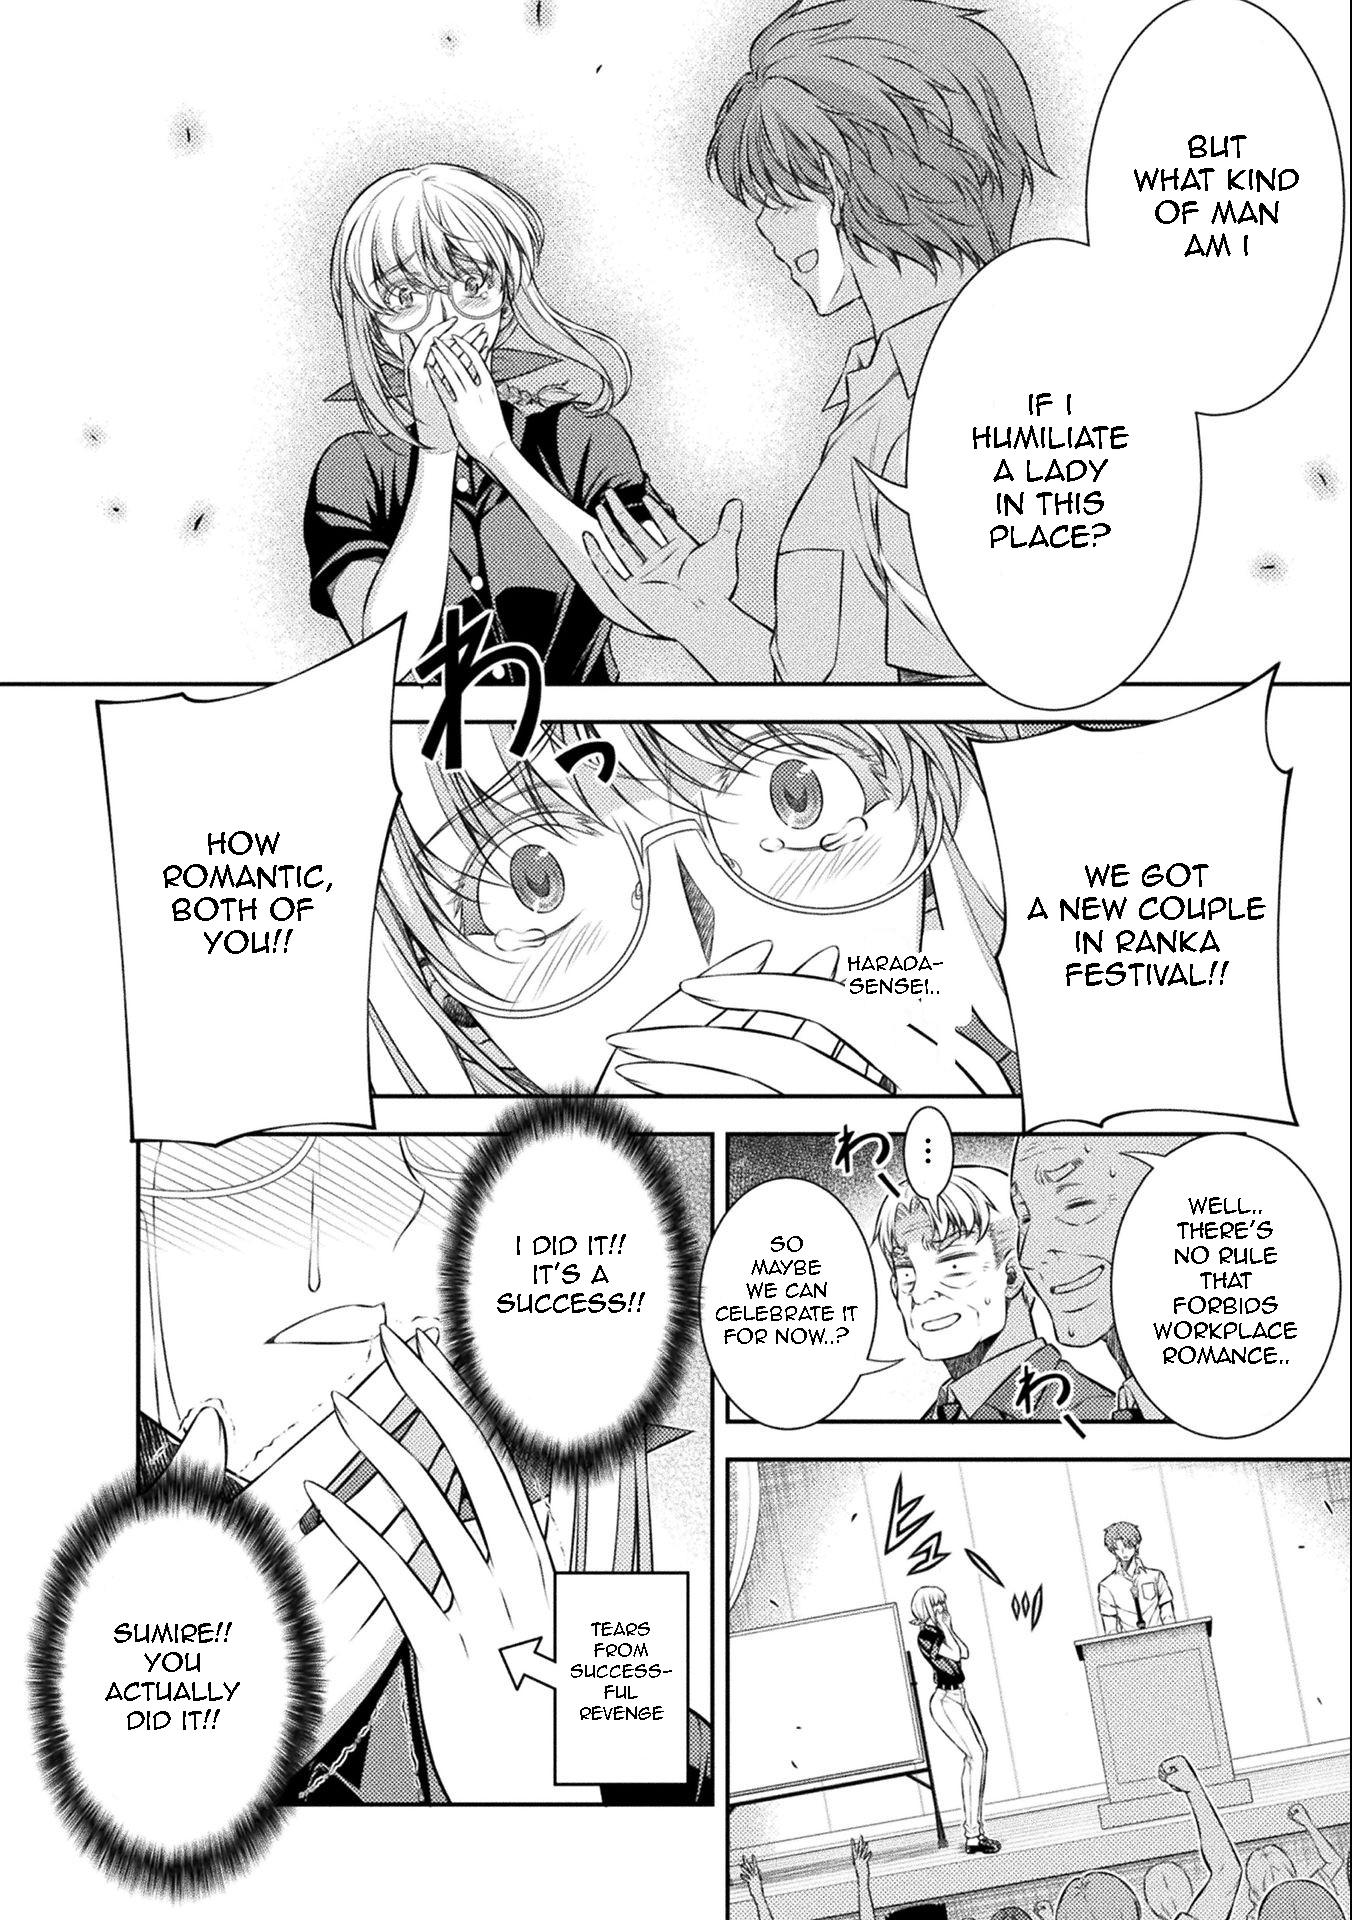 BUT
WHAT KIND
OF MAN
AM I
IF I
HUMILIATE
A LADY
IN THIS
PLACE?
わっ
WE GOT
A NEW COUPLE
IN RANKA
FESTIVAL!!
HARADA-
SENSEI..
HOW
ROMANTIC,
BOTH OF
YOU!!
WELL..
THERE'S
NO RULE
THAT
FORBIDS
WORKPLACE
ROMANCE..
...
わー
SO
MAYBE
WE CAN
CELEBRATE IT
FOR NOW..?
わー
I DID IT!!
IT'S A
SUCCESS!!
SUMIRE!!
YOU
ACTUALLY
DID IT!!
TEARS
FROM
SUCCESS-
FUL
REVENGE
ヒュー